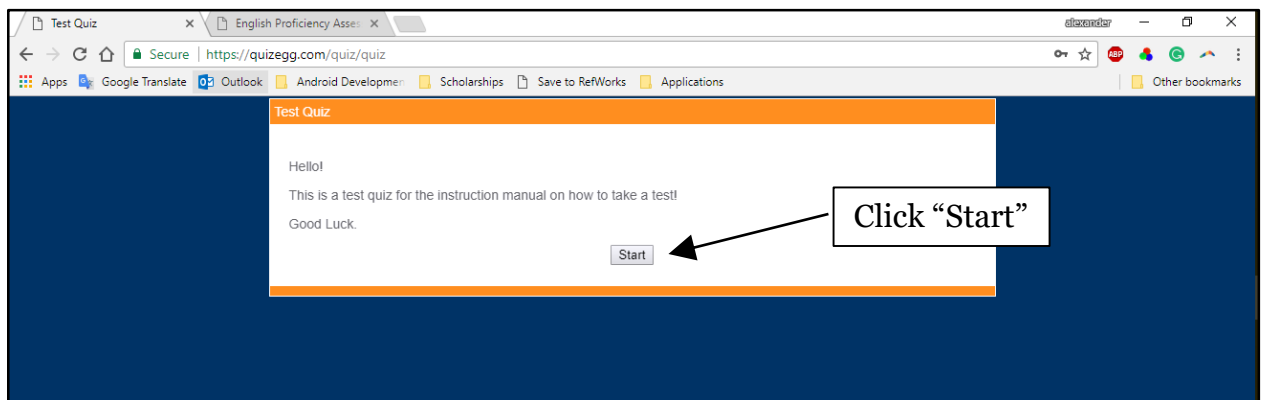 Test Quiz
English Proficiency Asses
alexander
Secure
https://quizegg.com/quiz/quiz
ABP
G
Apps
Google Translate
Outlook
Android Developmen
Scholarships
Save to RefWorks
Applications
Other bookmarks
Test Quiz
Hello!
This is a test quiz for the instruction manual on how to take a test!
Good Luck.
Click “Start”
Start